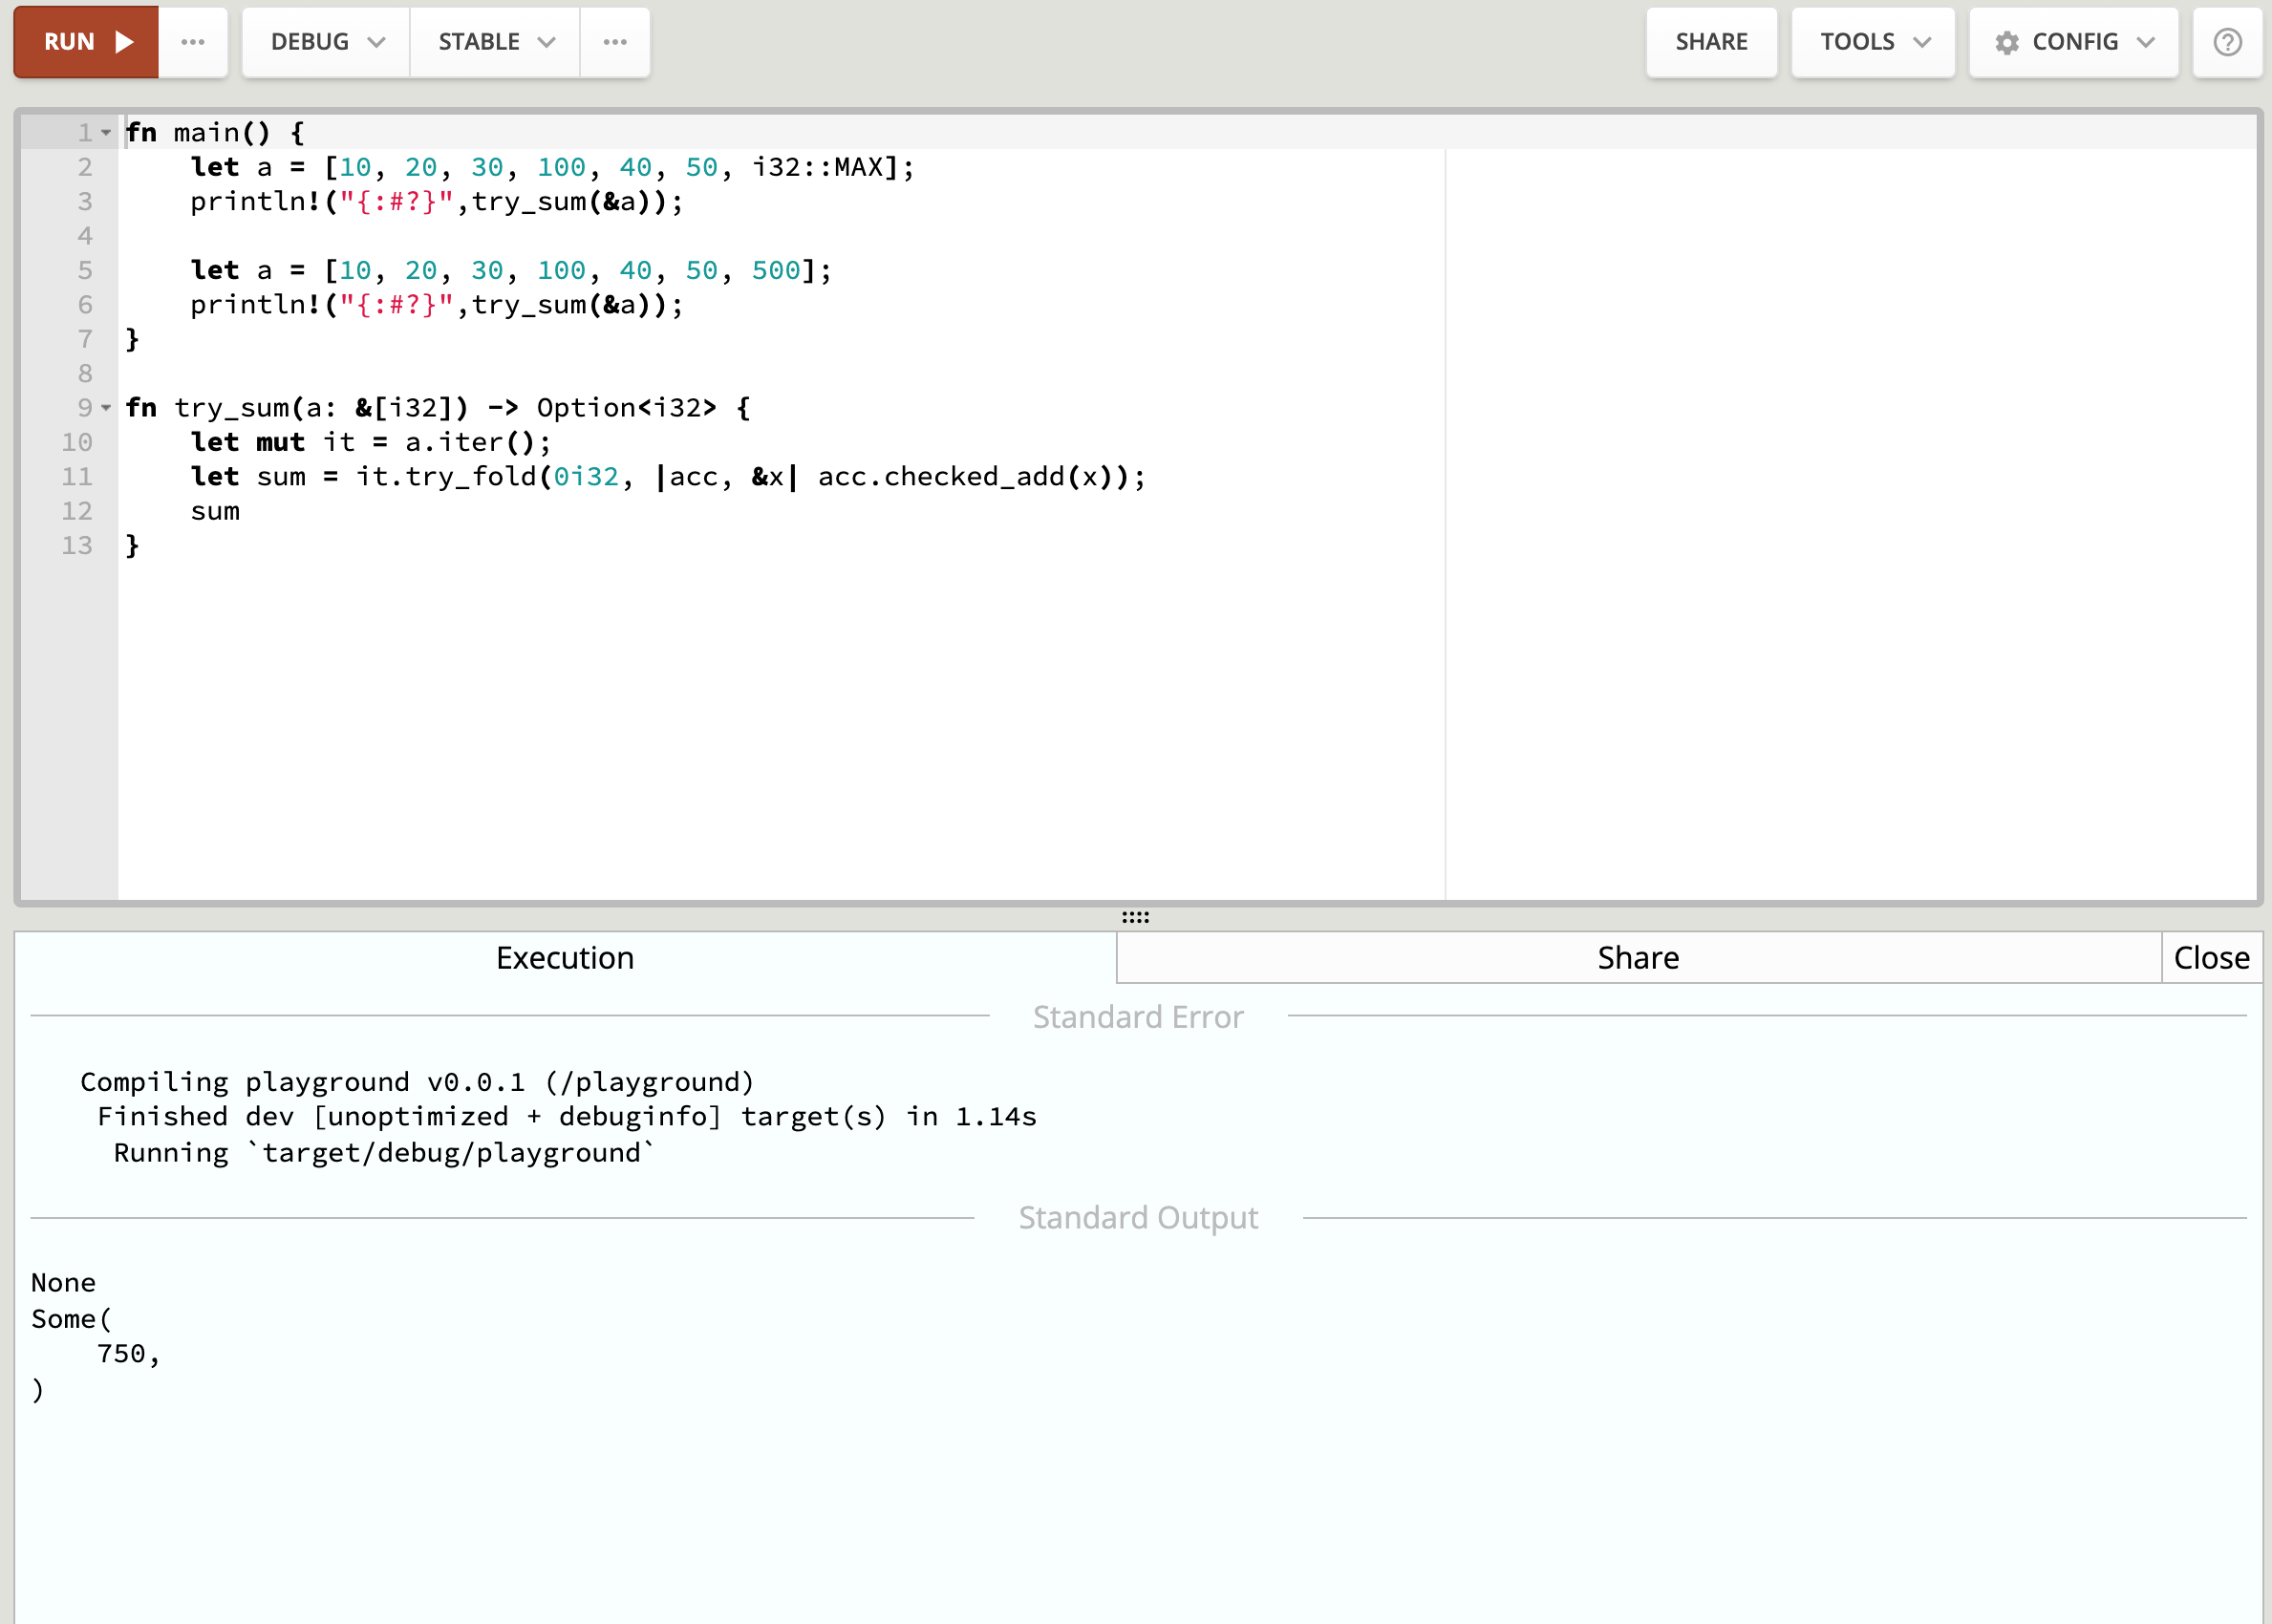 RUN ▶ ••• DEBUG STABLE ••• SHARE TOOLS CONFIG ?
1 fn main() {
2     let a = [10, 20, 30, 100, 40, 50, i32::MAX];
3     println!("{:#?}",try_sum(&a));
4
5     let a = [10, 20, 30, 100, 40, 50, 500];
6     println!("{:#?}",try_sum(&a));
7 }
8
9 fn try_sum(a: &[i32]) -> Option<i32> {
10     let mut it = a.iter();
11     let sum = it.try_fold(0i32, |acc, &x| acc.checked_add(x));
12     sum
13 }
Execution Share Close
Standard Error
   Compiling playground v0.0.1 (/playground)
    Finished dev [unoptimized + debuginfo] target(s) in 1.14s
     Running `target/debug/playground`
Standard Output
None
Some(
    750,
)